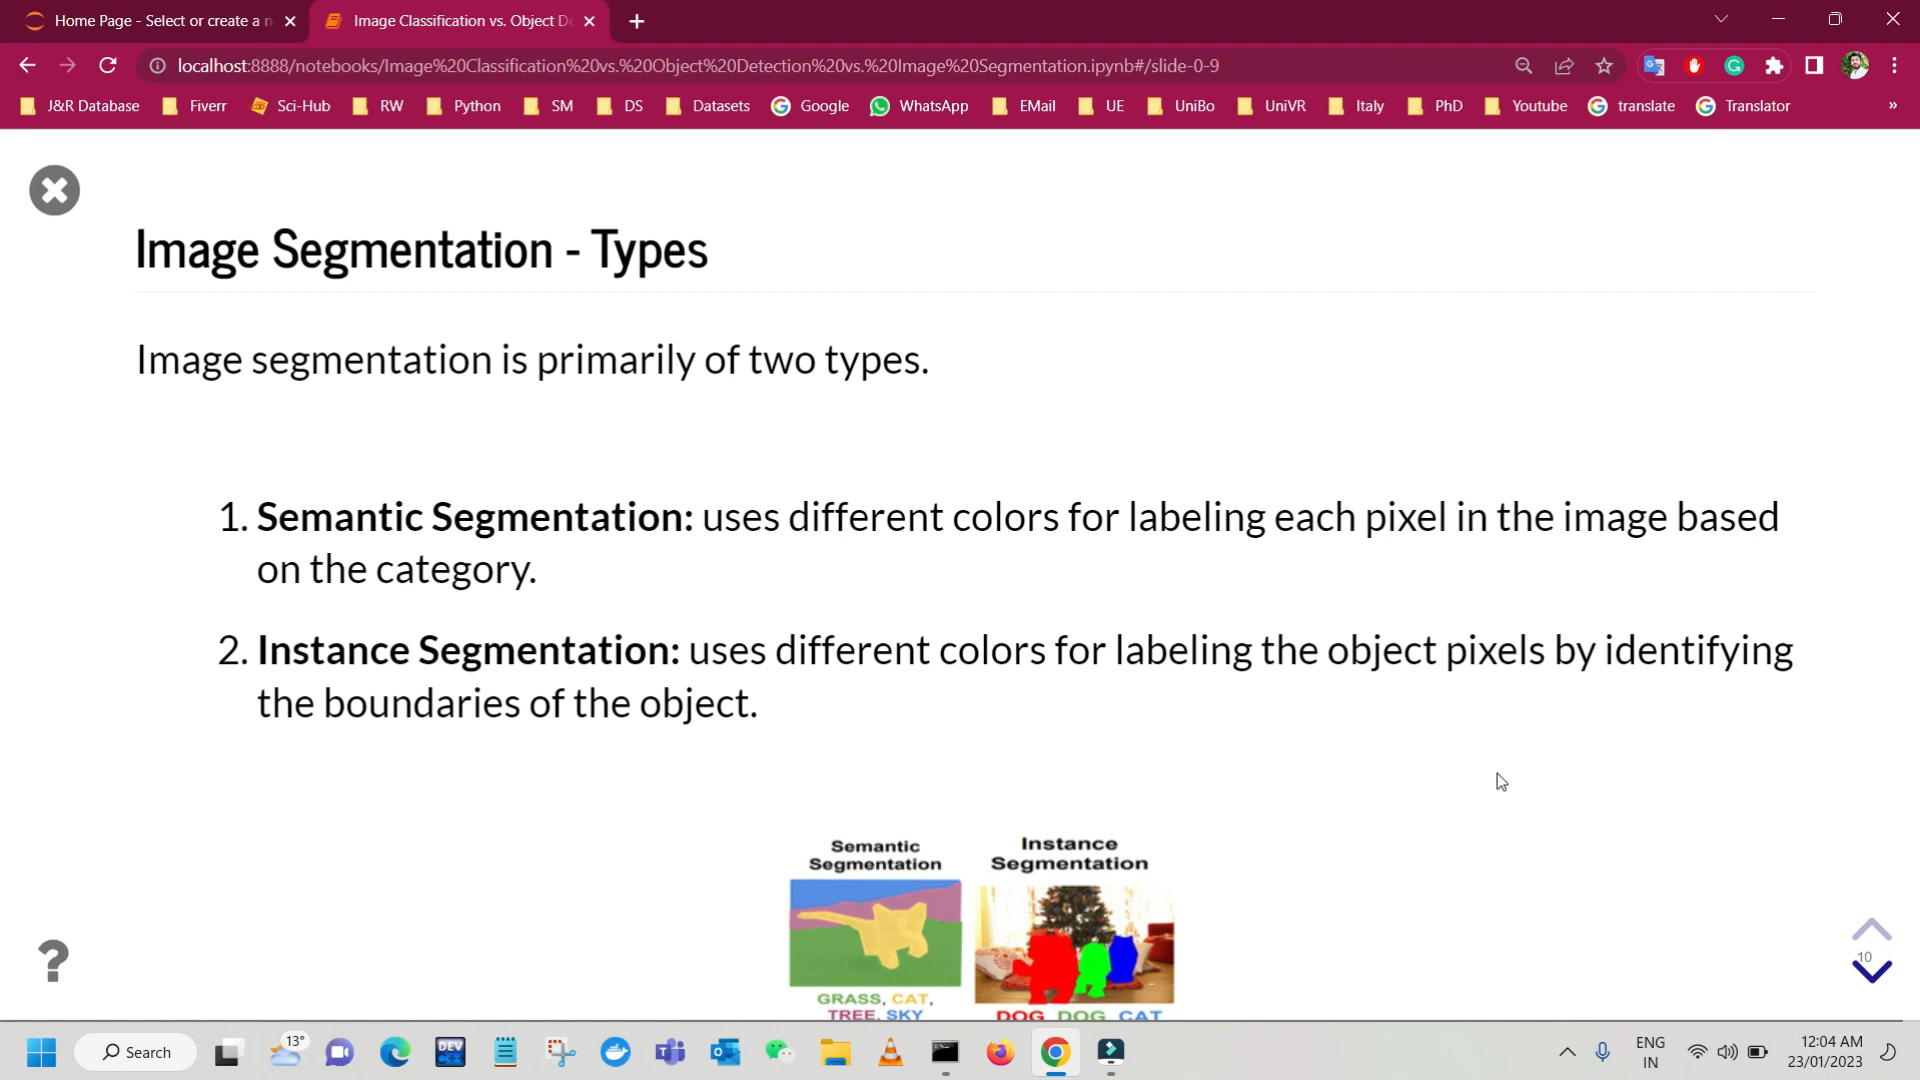 Home Page - Select or create a n
Image Classification vs. Object De
localhost:8888/notebooks/Image%20Classification%20vs.%20Object%20Detection%20vs.%20Image%20Segmentation.ipynb#/slide-0-9
J&R Database Fiverr Sci-Hub RW Python SM DS Datasets Google WhatsApp EMail UE UniBo UniVR Italy PhD Youtube translate Translator »
Image Segmentation - Types
Image segmentation is primarily of two types.
1. Semantic Segmentation: uses different colors for labeling each pixel in the image based
on the category.
2. Instance Segmentation: uses different colors for labeling the object pixels by identifying
the boundaries of the object.
Semantic
Segmentation
Instance
Segmentation
GRASS, CAT,
TREE, SKY
DOG, DOG, CAT
?
10
Search
13°
DEV
ENG
IN
12:04 AM
23/01/2023